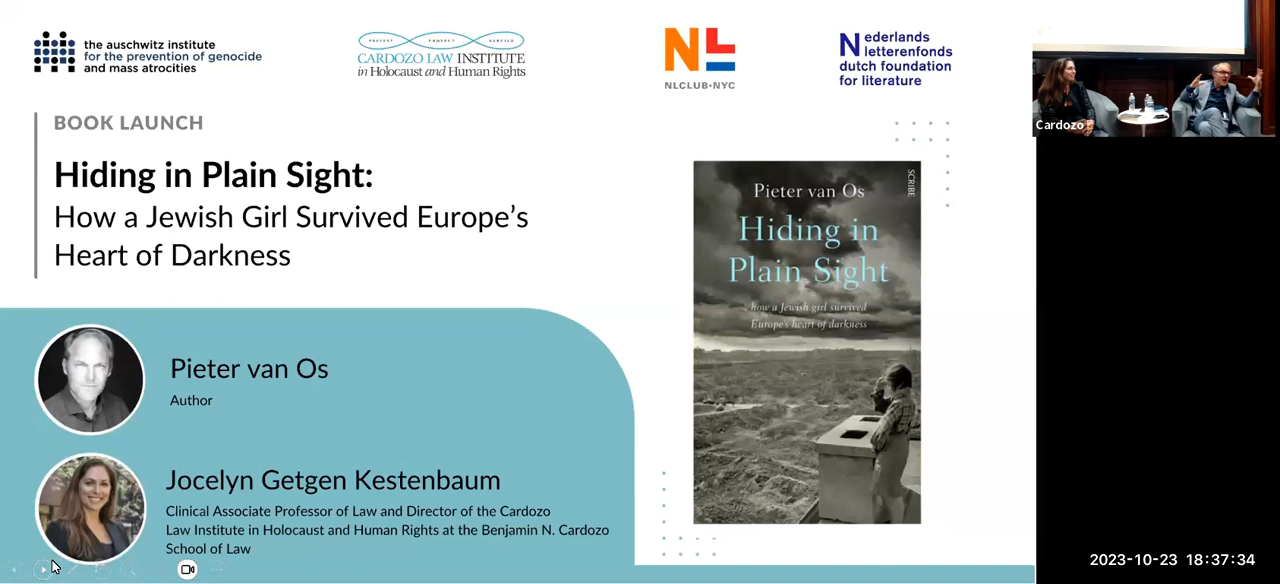 the auschwitz institute
for the prevention of genocide
and mass atrocities
PREVENT PROTECT REBUILD
CARDOZO LAW INSTITUTE
in Holocaust and Human Rights
NL
NLCLUB•NYC
Nederlands
letterenfonds
dutch foundation
for literature
Cardozo
BOOK LAUNCH
Hiding in Plain Sight:
How a Jewish Girl Survived Europe’s
Heart of Darkness
SCRIBE
Pieter van Os
Hiding in
Plain Sight
how a Jewish girl survived
Europe's heart of darkness
Pieter van Os
Author
Jocelyn Getgen Kestenbaum
Clinical Associate Professor of Law and Director of the Cardozo
Law Institute in Holocaust and Human Rights at the Benjamin N. Cardozo
School of Law
2023-10-23 18:37:34